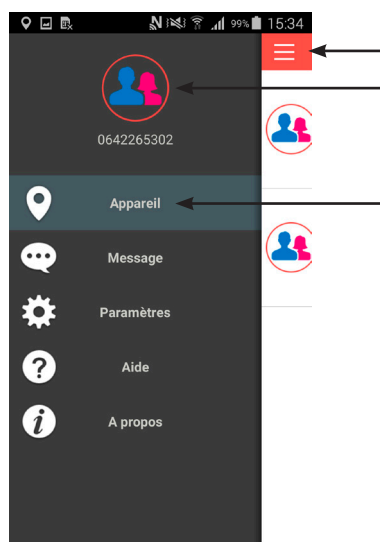 99% 15:34
0642265302
Appareil
Message
Paramètres
Aide
A propos